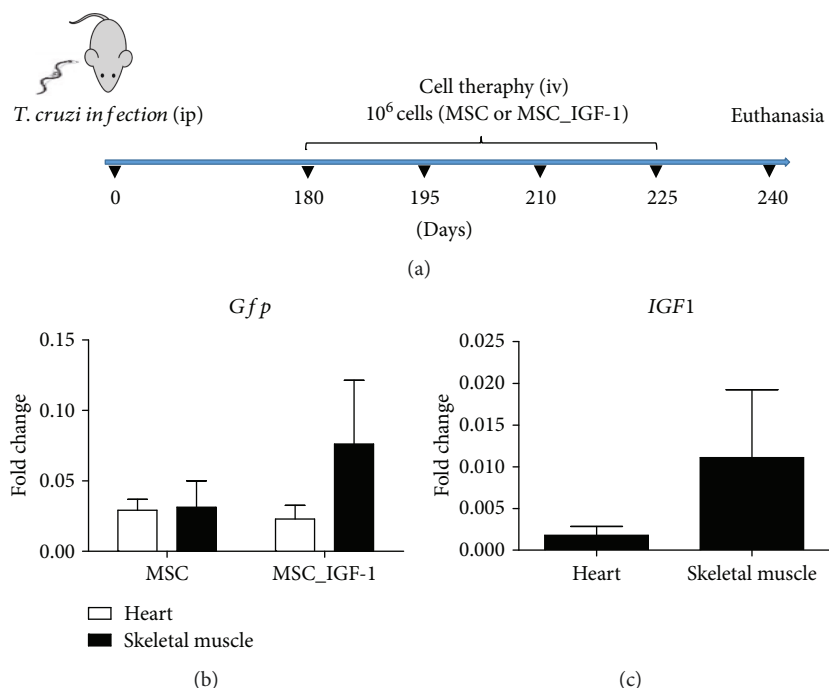 T. cruzi infection (ip)
Cell theraphy (iv)
10⁶ cells (MSC or MSC_IGF-1)
Euthanasia
0 180 195 210 225 240
(Days)
(a)
Gfp
0.15
0.10
0.05
0.00
Fold change
MSC MSC_IGF-1
Heart
Skeletal muscle
(b)
IGF1
0.025
0.020
0.015
0.010
0.005
0.000
Fold change
Heart Skeletal muscle
(c)